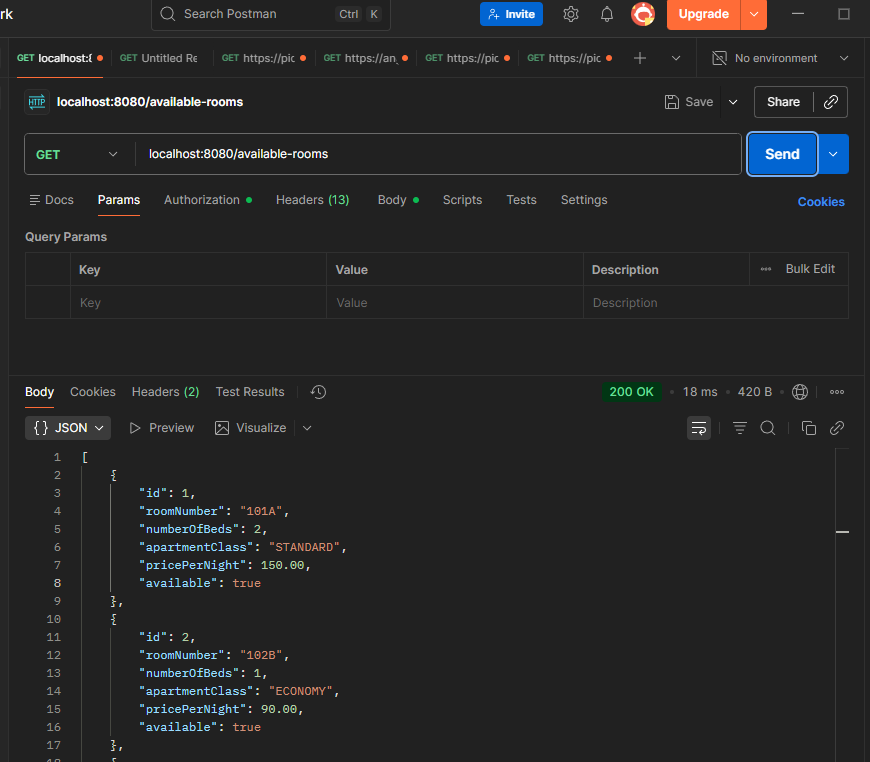 rk
Search Postman Ctrl K Invite Upgrade
GET localhost:{ GET Untitled Re GET https://pic GET https://an_ GET https://pic GET https://pic No environment
HTTP localhost:8080/available-rooms Save Share
GET localhost:8080/available-rooms Send
Docs Params Authorization Headers (13) Body Scripts Tests Settings Cookies
Query Params
Key Value Description Bulk Edit
Key Value Description
Body Cookies Headers (2) Test Results 200 OK 18 ms 420 B
{} JSON Preview Visualize
1 [
2 {
3 "id": 1,
4 "roomNumber": "101A",
5 "numberOfBeds": 2,
6 "apartmentClass": "STANDARD",
7 "pricePerNight": 150.00,
8 "available": true
9 },
10 {
11 "id": 2,
12 "roomNumber": "102B",
13 "numberOfBeds": 1,
14 "apartmentClass": "ECONOMY",
15 "pricePerNight": 90.00,
16 "available": true
17 },